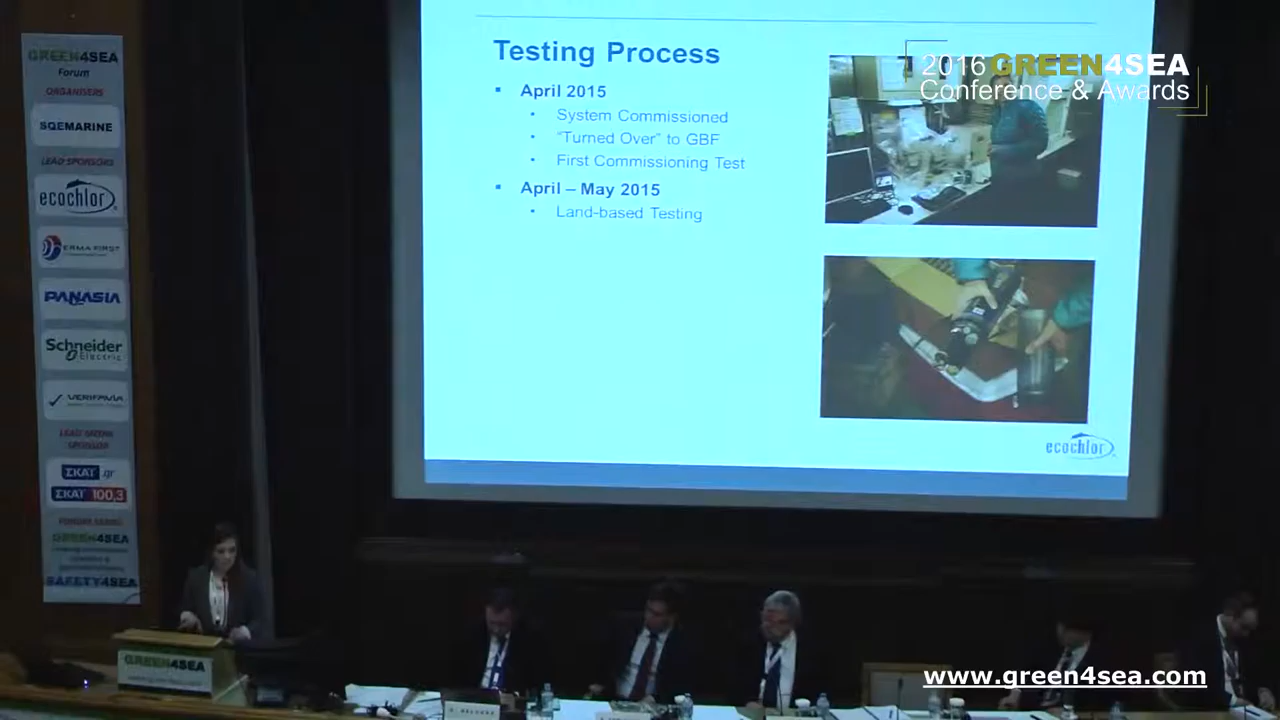 GREEN4SEA
Forum
ORGANISERS
SQEMARINE
LEAD SPONSORS
ecochlor
ERMA FIRST
PANASIA
Schneider
Electric
VERIFAVIA
ΣΚΑΪ.gr
ΣΚΑΪ 100,3
GREEN4SEA
SAFETY4SEA
Testing Process
▪ April 2015
• System Commissioned
• “Turned Over” to GBF
• First Commissioning Test
▪ April – May 2015
• Land-based Testing
2016 GREEN4SEA
Conference & Awards
ecochlor
GREEN4SEA
www.green4sea.com